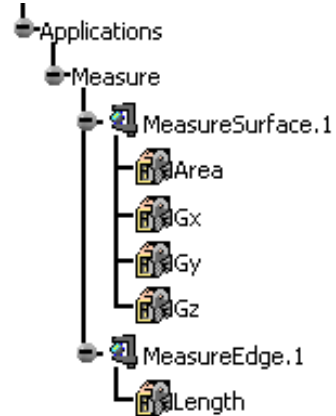 Applications
Measure
MeasureSurface.1
Area
Gx
Gy
Gz
MeasureEdge.1
Length